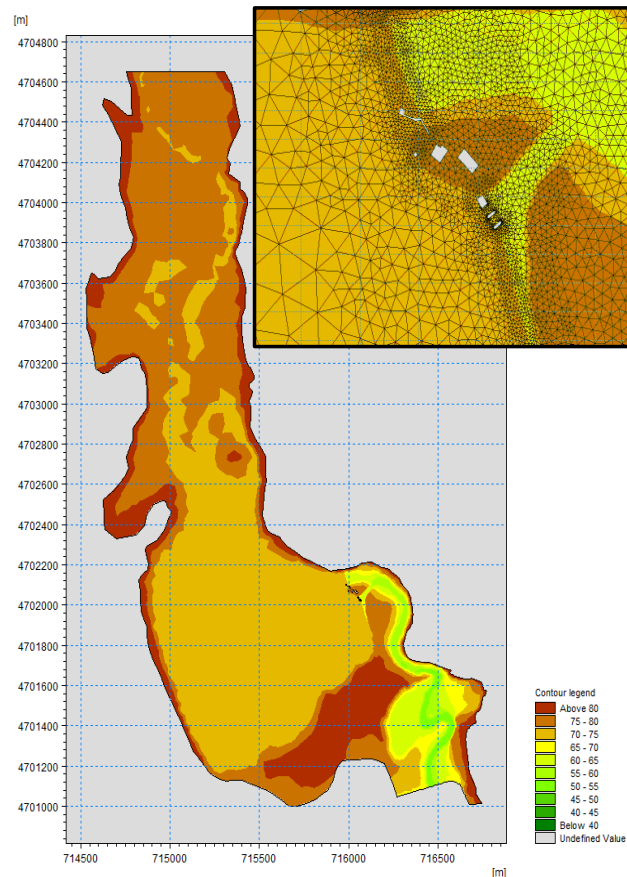 [m]
4704800
4704600
4704400
4704200
4704000
4703800
4703600
4703400
4703200
4703000
4702800
4702600
4702400
4702200
4702000
4701800
4701600
4701400
4701200
4701000
714500 715000 715500 716000 716500
[m]
Contour legend
Above 80
75 - 80
70 - 75
65 - 70
60 - 65
55 - 60
50 - 55
45 - 50
40 - 45
Below 40
Undefined Value